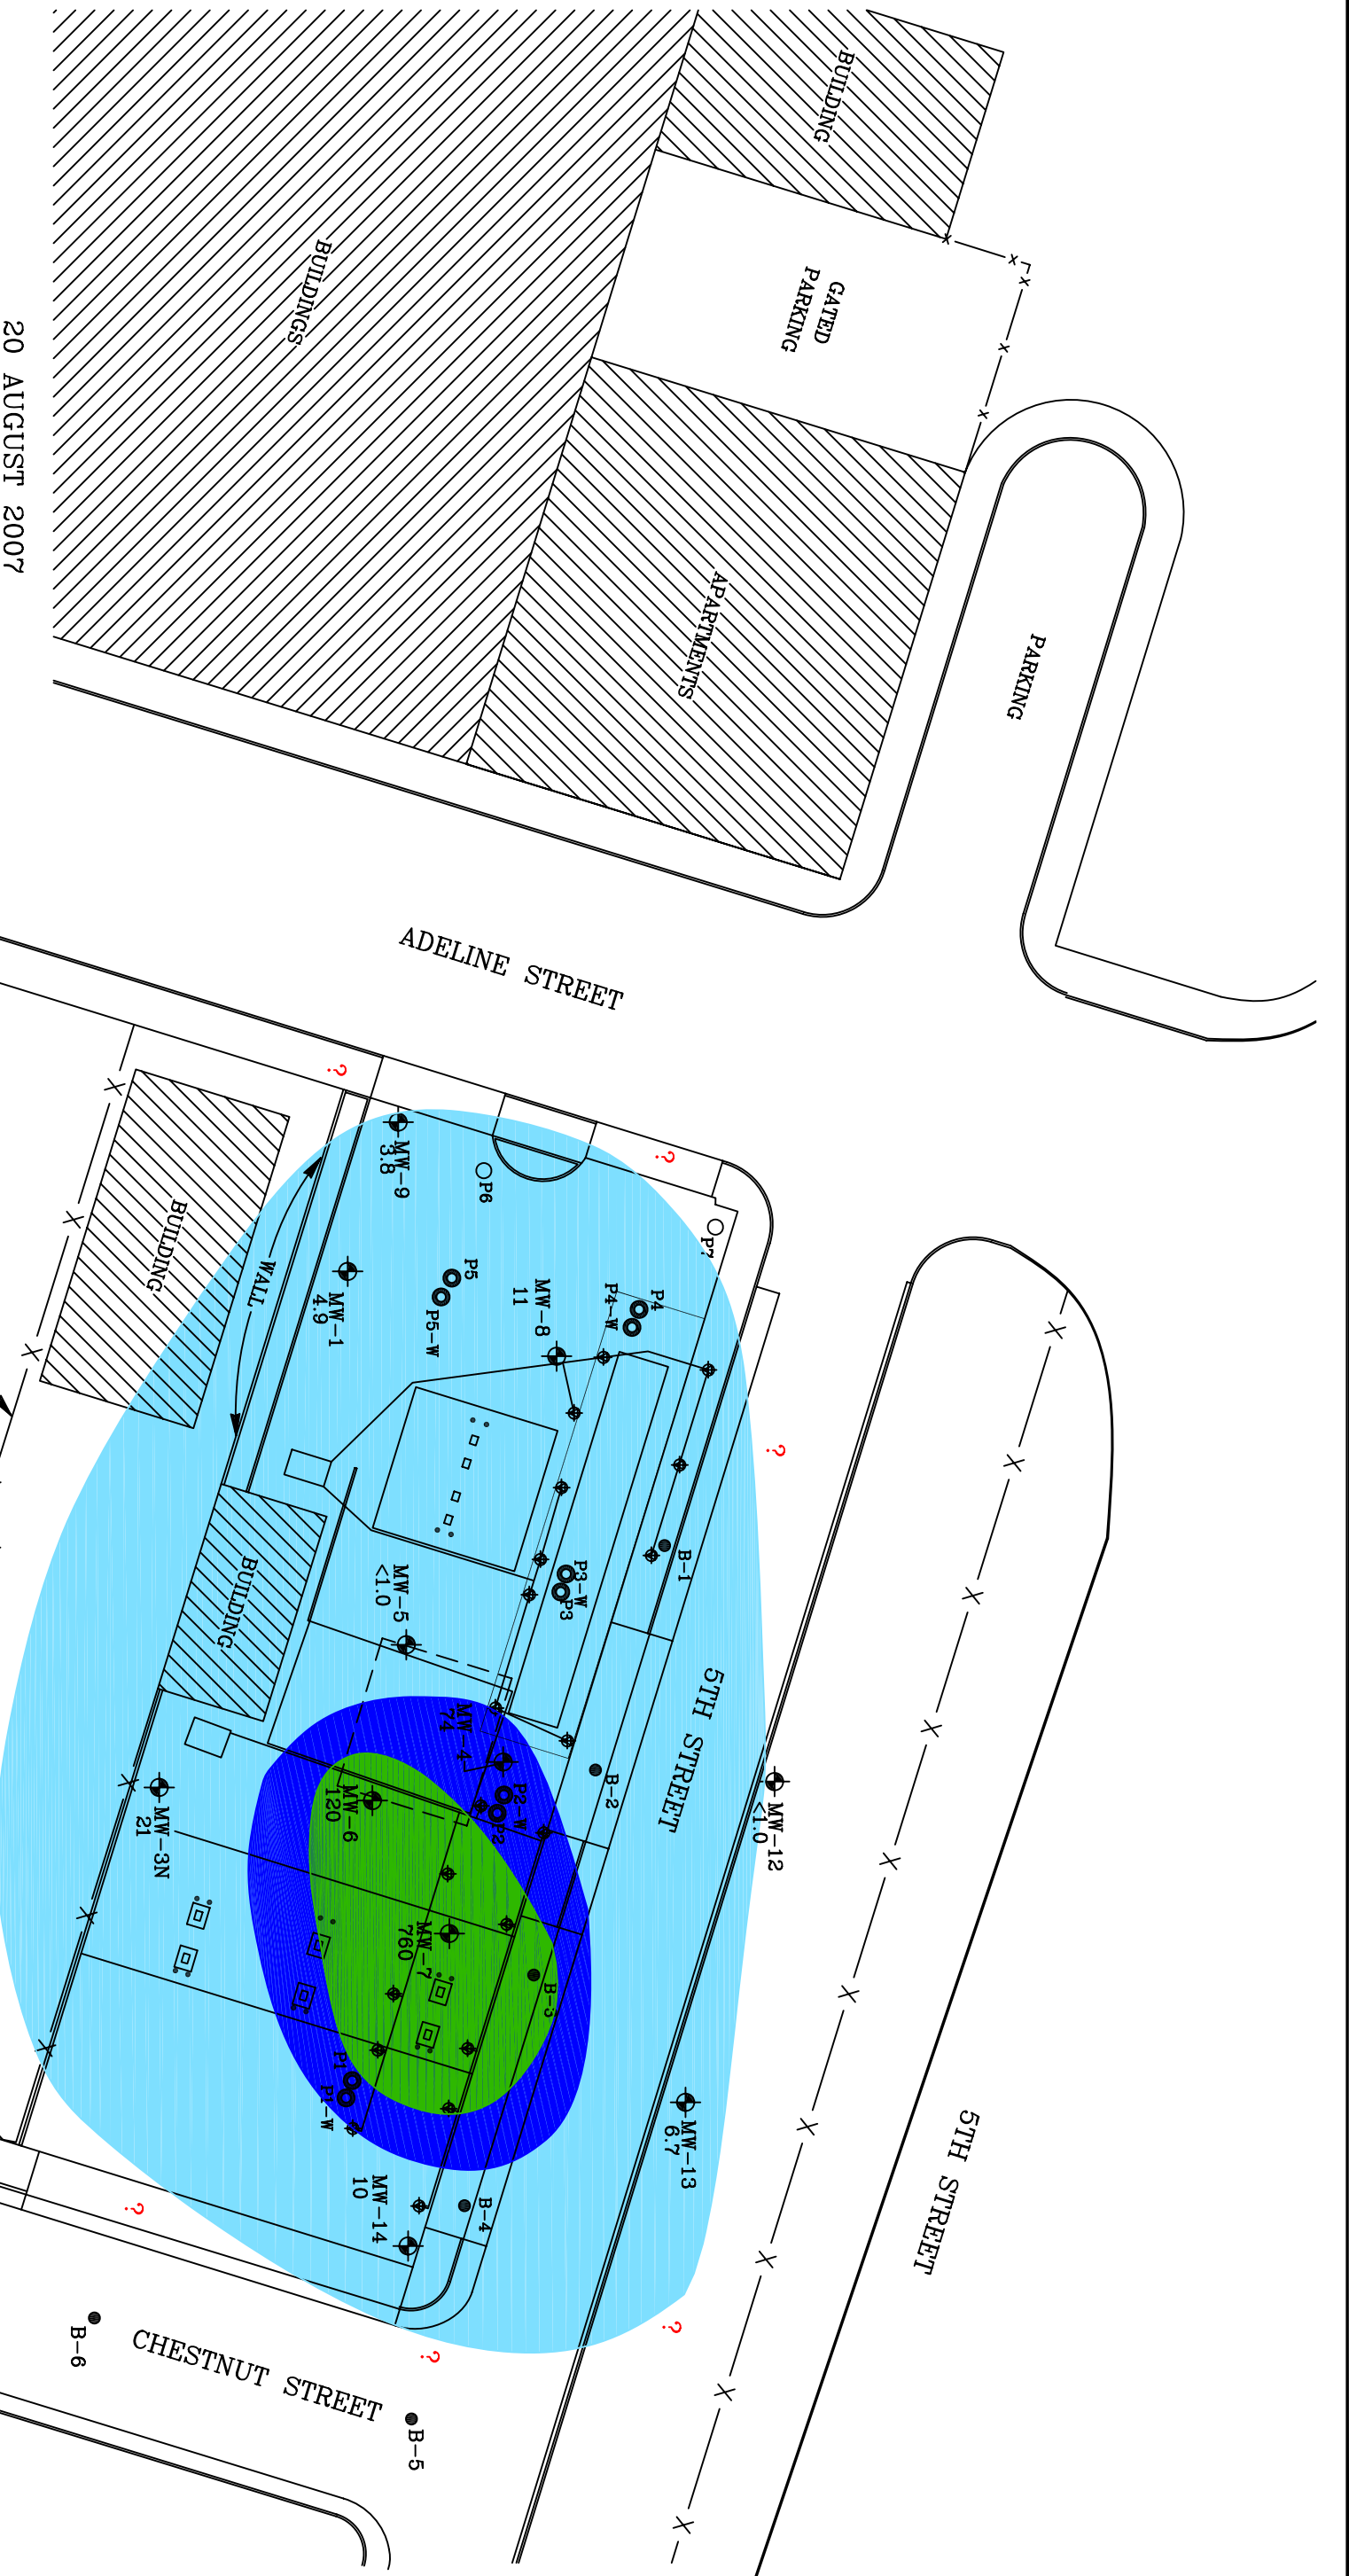 BUILDING
GATED
PARKING
BUILDINGS
APARTMENTS
PARKING
20 AUGUST 2007
ADELINE STREET
?
?
MW-9
3.8
P6
P7
BUILDING
WALL
MW-1
4.9
P5
P5-W
MW-8
11
P4
P4-W
?
B-1
P3-W
P3
MW-5
<1.0
BUILDING
5TH STREET
MW-4
74
B-2
P2-W
P2
MW-12
<1.0
MW-6
120
MW-3N
21
MW-7
760
B-3
P1
P1-W
MW-13
6.7
5TH STREET
MW-14
10
B-4
?
?
?
B-6
CHESTNUT STREET
B-5